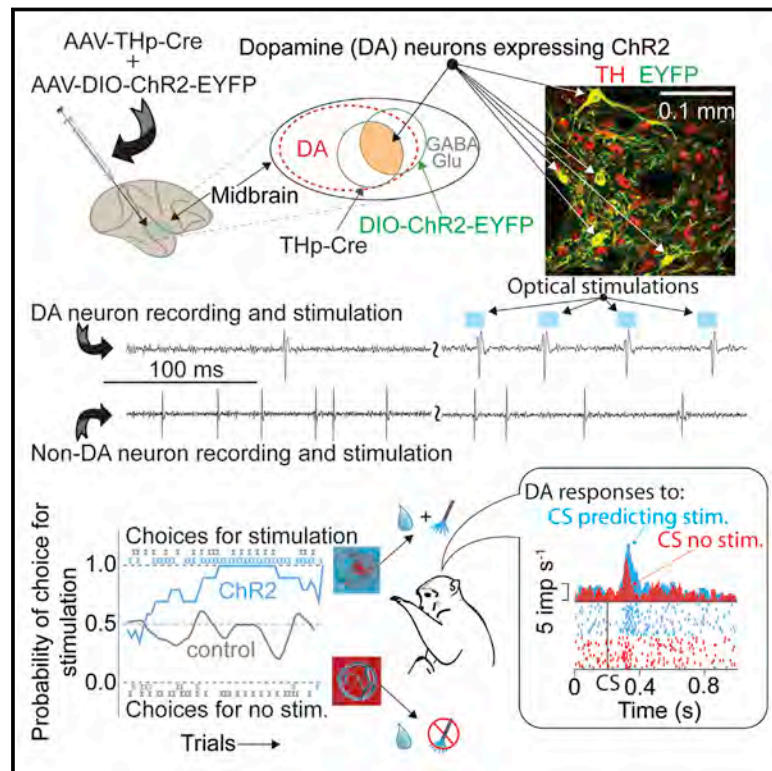 AAV-THp-Cre
+
AAV-DIO-ChR2-EYFP
Dopamine (DA) neurons expressing ChR2
TH EYFP
0.1 mm
DA
GABA
Glu
Midbrain
DIO-ChR2-EYFP
THp-Cre
Optical stimulations
DA neuron recording and stimulation
100 ms
Non-DA neuron recording and stimulation
Probability of choice for
stimulation
Choices for stimulation
1.0
ChR2
0.5
control
0.0
Choices for no stim.
Trials
+
DA responses to:
CS predicting stim.
CS no stim.
5 imp s⁻¹
0 CS 0.4 0.8
Time (s)